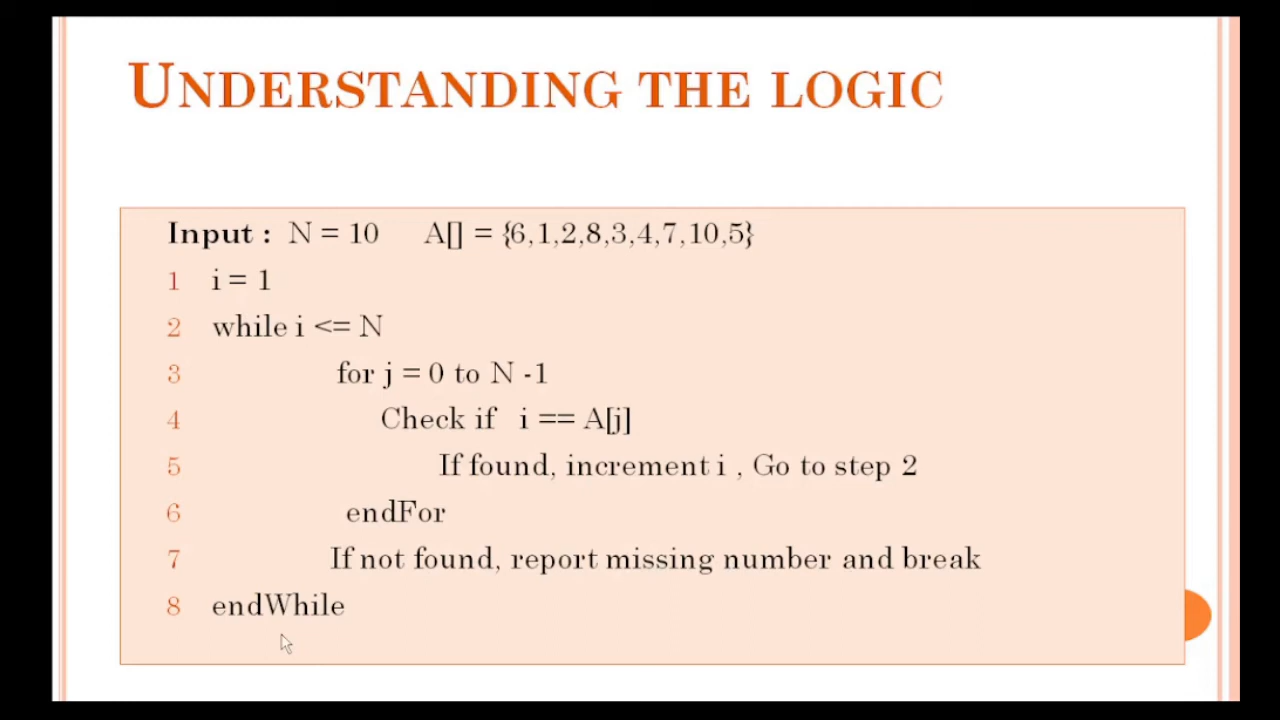 UNDERSTANDING THE LOGIC
Input : N = 10 A[] = {6,1,2,8,3,4,7,10,5}
1 i = 1
2 while i <= N
3 for j = 0 to N -1
4 Check if i == A[j]
5 If found, increment i , Go to step 2
6 endFor
7 If not found, report missing number and break
8 endWhile